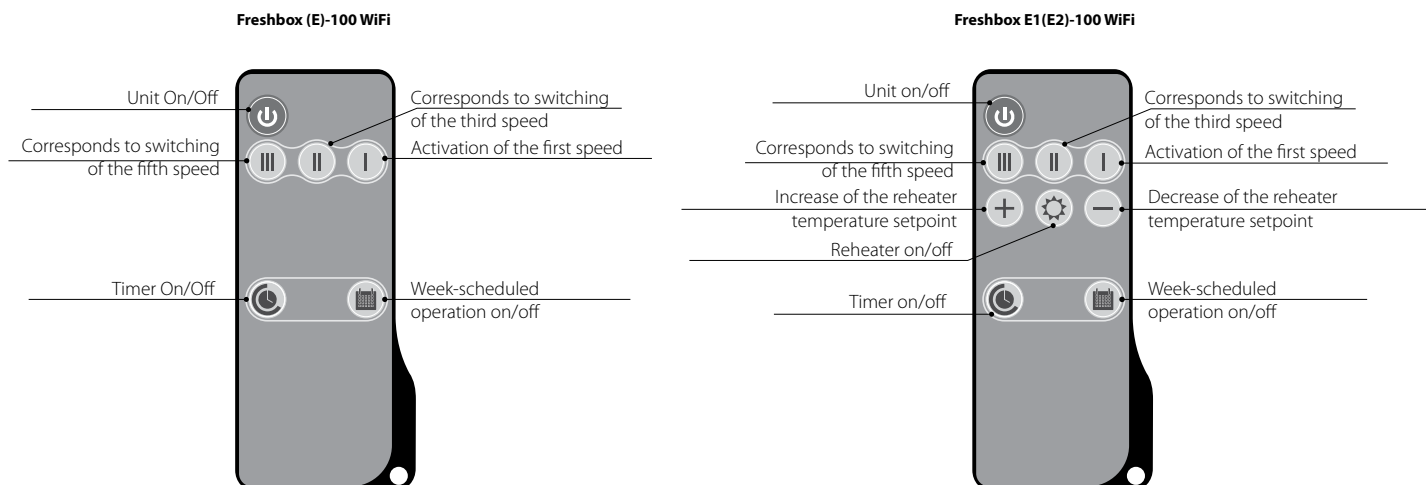 Freshbox (E)-100 WiFi
Unit On/Off
Corresponds to switching
of the third speed
Corresponds to switching
of the fifth speed
Activation of the first speed
III
II
I
Timer On/Off
Week-scheduled
operation on/off
Freshbox E1(E2)-100 WiFi
Unit on/off
Corresponds to switching
of the third speed
Corresponds to switching
of the fifth speed
Activation of the first speed
III
II
I
Increase of the reheater
temperature setpoint
Decrease of the reheater
temperature setpoint
Reheater on/off
Timer on/off
Week-scheduled
operation on/off